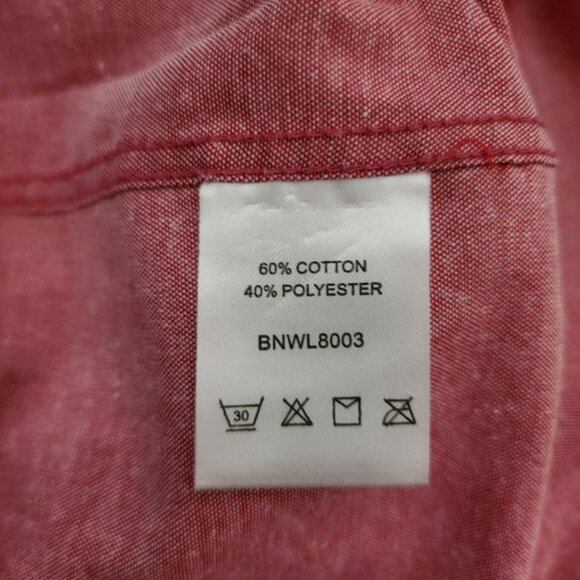 60% COTTON
40% POLYESTER
BNWL8003
30